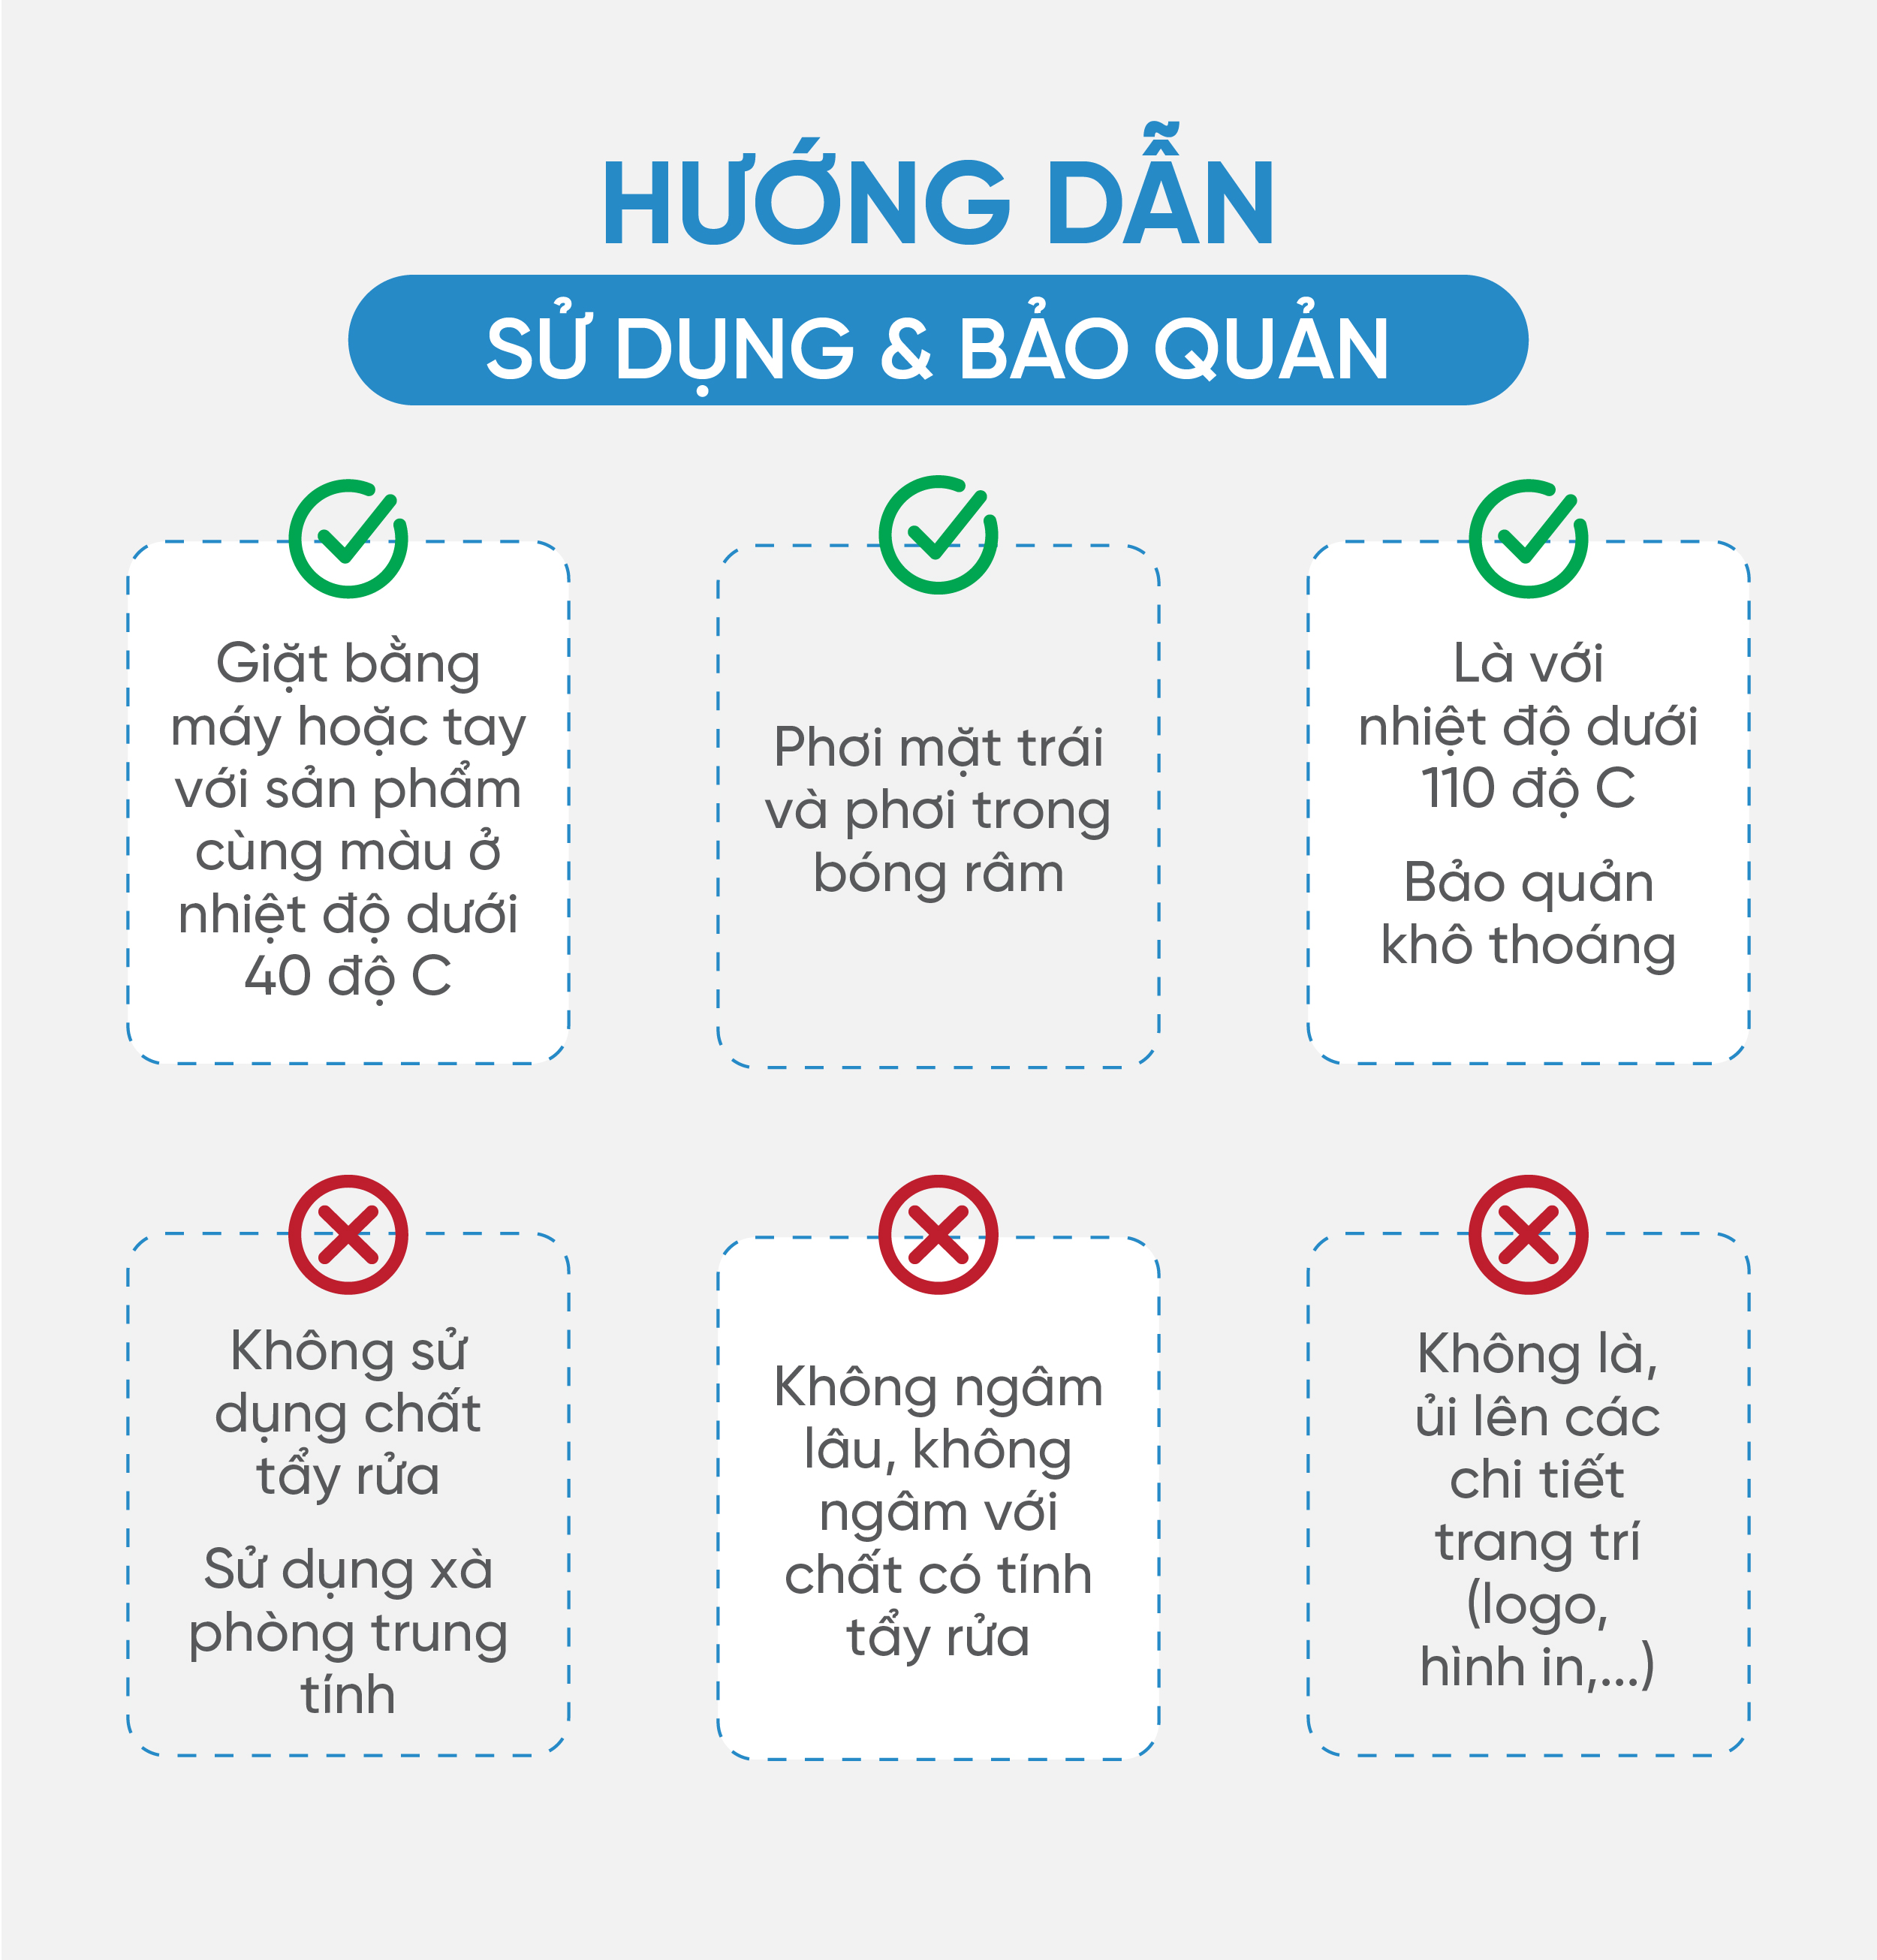 HƯỚNG DẪN
SỬ DỤNG & BẢO QUẢN
Giặt bằng
máy hoặc tay
với sản phẩm
cùng màu ở
nhiệt độ dưới
40 độ C
Phơi mặt trái
và phơi trong
bóng râm
Là với
nhiệt độ dưới
110 độ C
Bảo quản
khô thoáng
Không sử
dụng chất
tẩy rửa
Sử dụng xà
phòng trung
tính
Không ngâm
lâu, không
ngâm với
chất có tính
tẩy rửa
Không là,
ủi lên các
chi tiết
trang trí
(logo,
hình in,...)